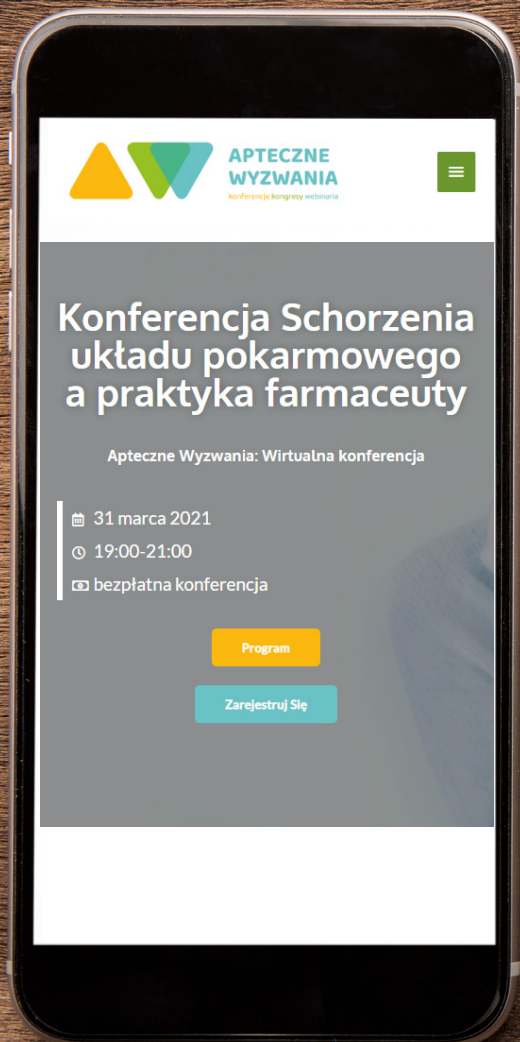 APTECZNE
WYZWANIA
konferencje kongresy webinaria
Konferencja Schorzenia
układu pokarmowego
a praktyka farmaceuty
Apteczne Wyzwania: Wirtualna konferencja
31 marca 2021
19:00-21:00
bezpłatna konferencja
Program
Zarejestruj Się